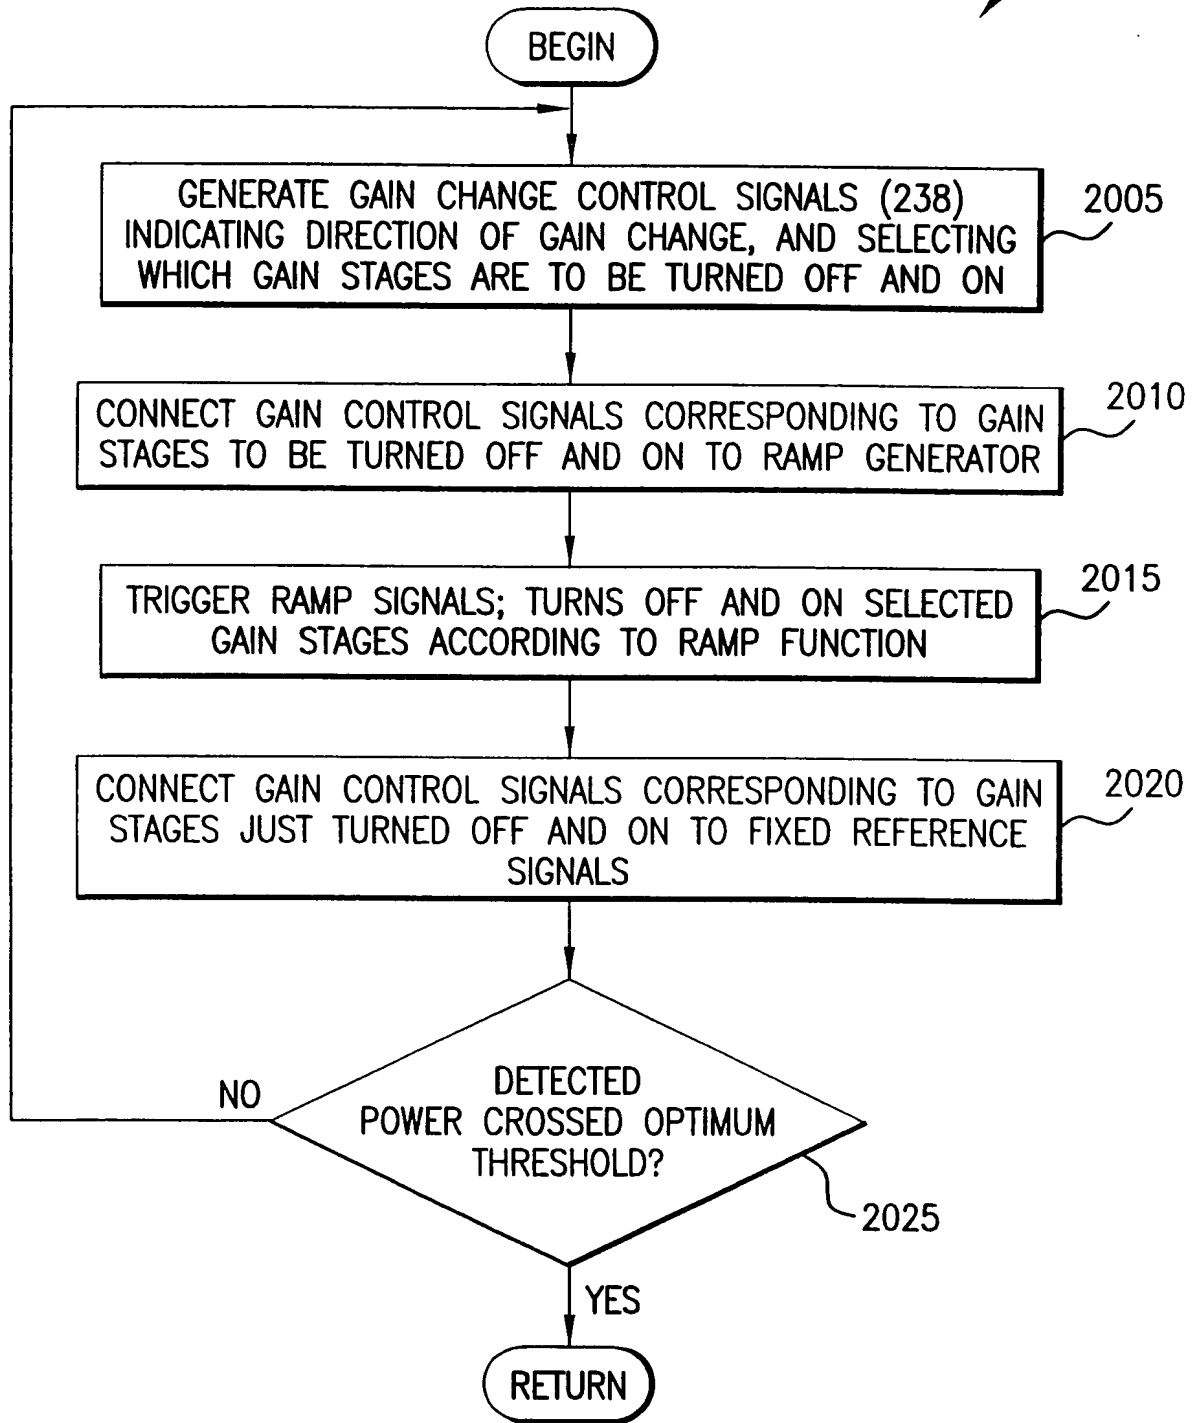 BEGIN
GENERATE GAIN CHANGE CONTROL SIGNALS (238)
INDICATING DIRECTION OF GAIN CHANGE, AND SELECTING
WHICH GAIN STAGES ARE TO BE TURNED OFF AND ON
2005
CONNECT GAIN CONTROL SIGNALS CORRESPONDING TO GAIN
STAGES TO BE TURNED OFF AND ON TO RAMP GENERATOR
2010
TRIGGER RAMP SIGNALS; TURNS OFF AND ON SELECTED
GAIN STAGES ACCORDING TO RAMP FUNCTION
2015
CONNECT GAIN CONTROL SIGNALS CORRESPONDING TO GAIN
STAGES JUST TURNED OFF AND ON TO FIXED REFERENCE
SIGNALS
2020
NO
DETECTED
POWER CROSSED OPTIMUM
THRESHOLD?
2025
YES
RETURN